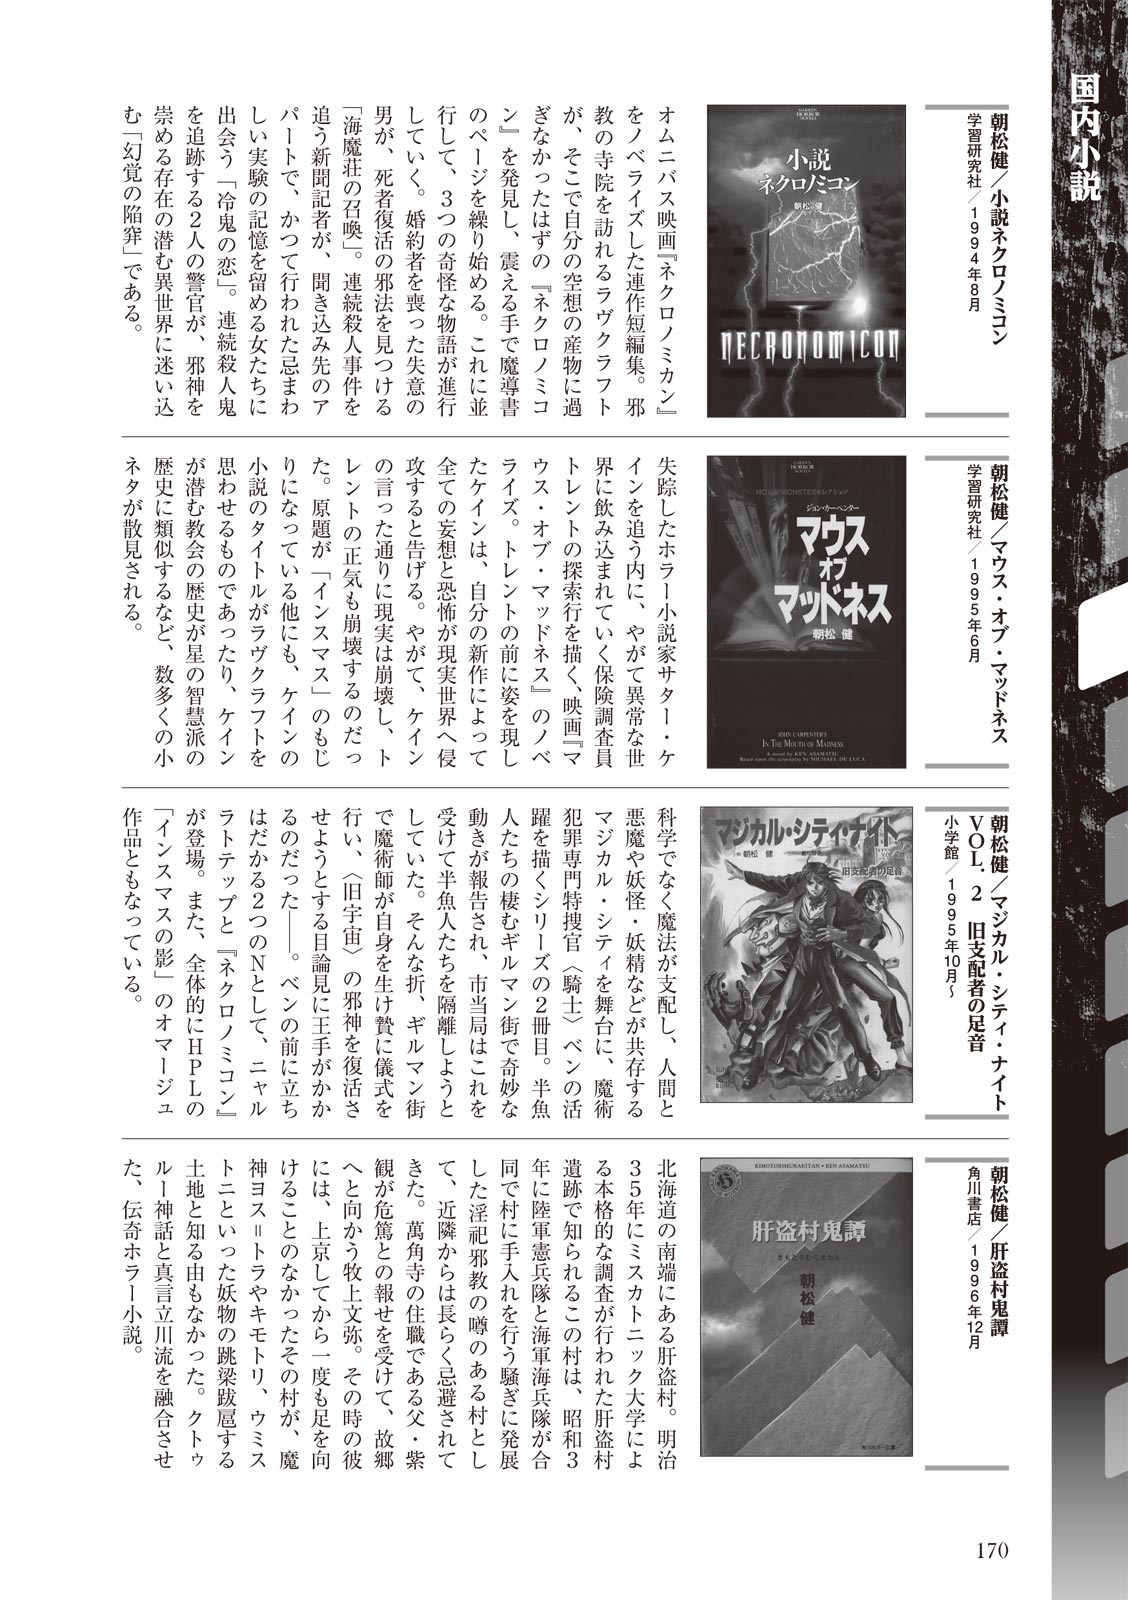 国内小説
朝松健／小説ネクロノミコン
学習研究社／1994年8月
小説
ネクロノミコン
朝松 健
NECRONOMICON
オムニバス映画『ネクロノミカン』
をノベライズした連作短編集。邪
教の寺院を訪れるラヴクラフト
が、そこで自分の空想の産物に過
ぎなかったはずの『ネクロノミコ
ン』を発見し、震える手で魔導書
のページを繰り始める。これに並
行して、3つの奇怪な物語が進行
していく。婚約者を喪った失意の
男が、死者復活の邪法を見つける
「海魔荘の召喚」。連続殺人事件を
追う新聞記者が、聞き込み先のア
パートで、かつて行われた忌まわ
しい実験の記憶を留める女たちに
出会う「冷鬼の恋」。連続殺人鬼
を追跡する2人の警官が、邪神を
崇める存在の潜む異世界に迷い込
む「幻覚の陥穽」である。
朝松健／マウス・オブ・マッドネス
学習研究社／1995年6月
GAKKEN
HORROR
NOVELS
MOVIE MONSTERセレクション
ジョン・カーペンター
マウス
オブ
マッドネス
朝松 健
JOHN CARPENTER'S
IN THE MOUTH OF MADNESS
A novel by KEN ASAMATSU
Based upon the screenplay by MICHAEL DE LUCA
失踪したホラー小説家サター・ケ
インを追う内に、やがて異常な世
界に飲み込まれていく保険調査員
トレントの探索行を描く、映画『マ
ウス・オブ・マッドネス』のノベ
ライズ。トレントの前に姿を現し
たケインは、自分の新作によって
全ての妄想と恐怖が現実世界へ侵
攻すると告げる。やがて、ケイン
の言った通りに現実は崩壊し、ト
レントの正気も崩壊するのだっ
た。原題が「インスマス」のもじ
りになっている他にも、ケインの
小説のタイトルがラヴクラフトを
思わせるものであったり、ケイン
が潜む教会の歴史が星の智慧派の
歴史に類似するなど、数多くの小
ネタが散見される。
朝松健／マジカル・シティ・ナイト
VOL.2 旧支配者の足音
小学館／1995年10月〜
マジカル・シティ・ナイト
朝松 健
旧支配者の足音
科学でなく魔法が支配し、人間と
悪魔や妖怪・妖精などが共存する
マジカル・シティを舞台に、魔術
犯罪専門特捜官〈騎士〉ベンの活
躍を描くシリーズの2冊目。半魚
人たちの棲むギルマン街で奇妙な
動きが報告され、市当局はこれを
受けて半魚人たちを隔離しようと
していた。そんな折、ギルマン街
で魔術師が自身を生け贄に儀式を
行い、〈旧宇宙〉の邪神を復活さ
せようとする目論見に王手がかか
るのだった――。ベンの前に立ち
はだかる2つのNとして、ニャル
ラトテップと『ネクロノミコン』
が登場。また、全体的にHPLの
「インスマスの影」のオマージュ
作品ともなっている。
朝松健／肝盗村鬼譚
角川書店／1996年12月
KIMOTORIMURAKITAN・KEN ASAMATSU
肝盗村鬼譚
きもとりむらきたん
朝松健
角川ホラー文庫
北海道の南端にある肝盗村。明治
35年にミスカトニック大学によ
る本格的な調査が行われた肝盗村
遺跡で知られるこの村は、昭和3
年に陸軍憲兵隊と海軍海兵隊が合
同で村に手入れを行う騒ぎに発展
した淫祀邪教の噂のある村とし
て、近隣からは長らく忌避されて
きた。萬角寺の住職である父・紫
観が危篤との報せを受けて、故郷
へと向かう牧上文弥。その時の彼
には、上京してから一度も足を向
けることのなかったその村が、魔
神ヨス＝トラやキモトリ、ウミス
トニといった妖物の跳梁跋扈する
土地と知る由もなかった。クトゥ
ルー神話と真言立川流を融合させ
た、伝奇ホラー小説。
170